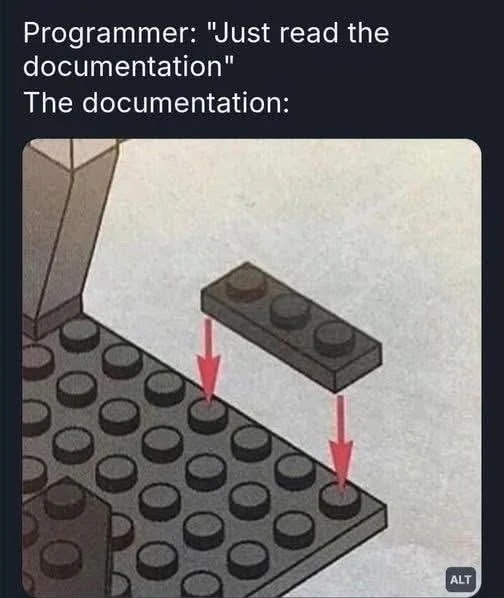 Programmer: "Just read the
documentation"
The documentation:
ALT